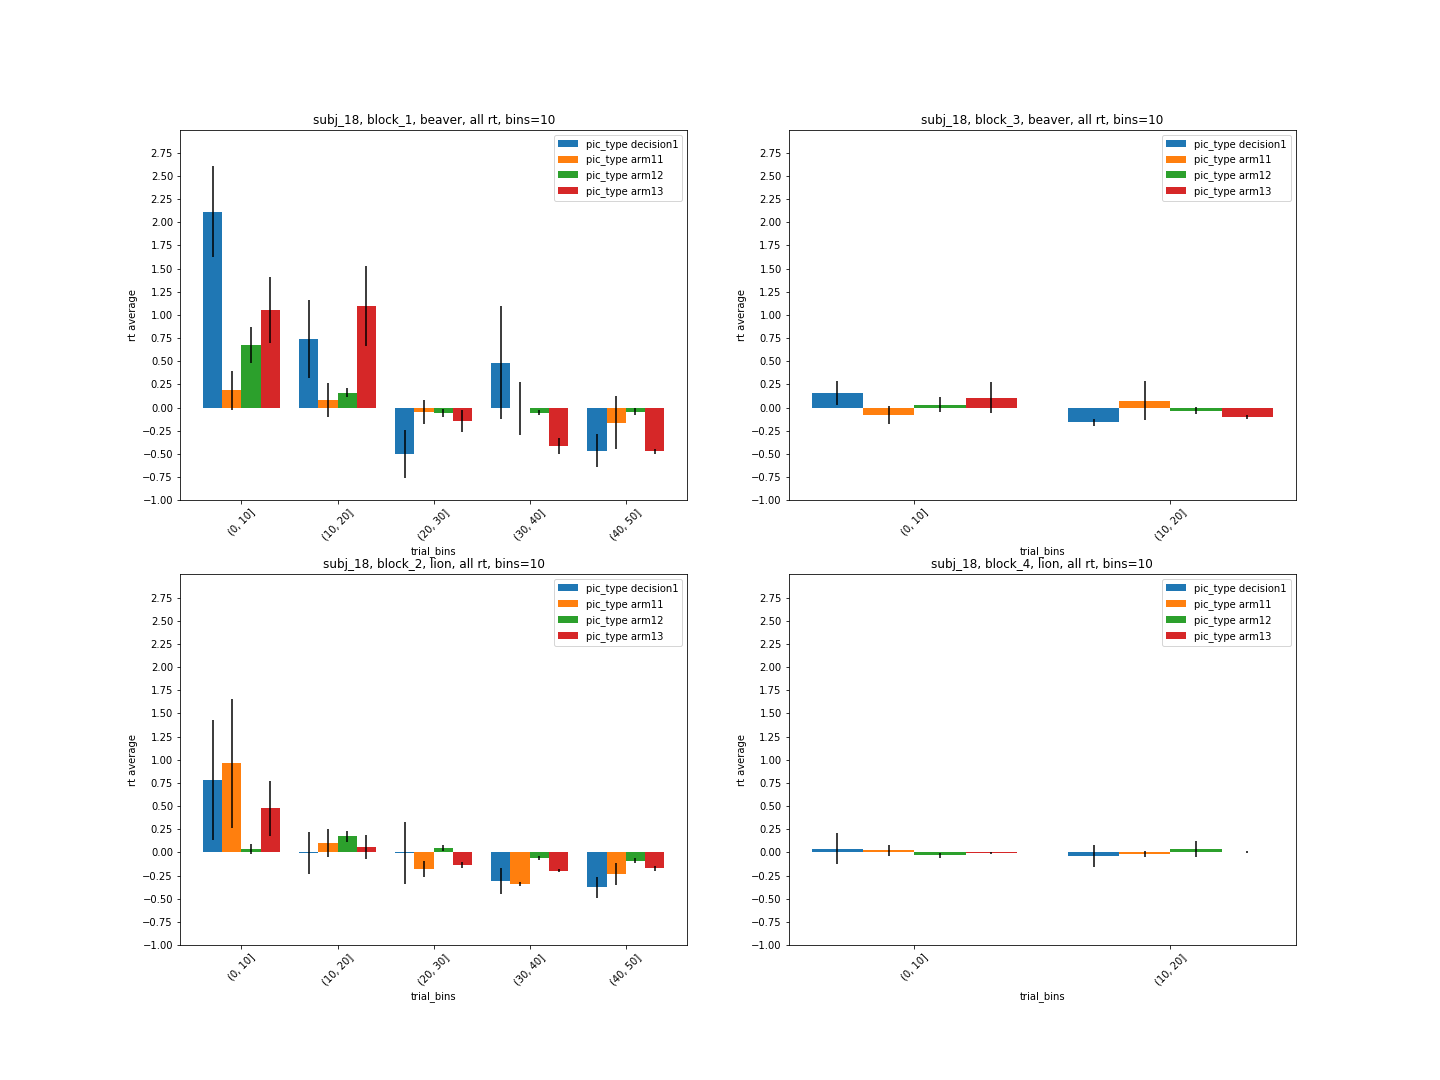 subj_18, block_1, beaver, all rt, bins=10
pic_type decision1
pic_type arm11
pic_type arm12
pic_type arm13
2.75
2.50
2.25
2.00
1.75
1.50
1.25
1.00
0.75
0.50
0.25
0.00
−0.25
−0.50
−0.75
−1.00
rt average
(0, 10]
(10, 20]
(20, 30]
(30, 40]
(40, 50]
trial_bins
subj_18, block_3, beaver, all rt, bins=10
pic_type decision1
pic_type arm11
pic_type arm12
pic_type arm13
2.75
2.50
2.25
2.00
1.75
1.50
1.25
1.00
0.75
0.50
0.25
0.00
−0.25
−0.50
−0.75
−1.00
rt average
(0, 10]
(10, 20]
trial_bins
subj_18, block_2, lion, all rt, bins=10
pic_type decision1
pic_type arm11
pic_type arm12
pic_type arm13
2.75
2.50
2.25
2.00
1.75
1.50
1.25
1.00
0.75
0.50
0.25
0.00
−0.25
−0.50
−0.75
−1.00
rt average
(0, 10]
(10, 20]
(20, 30]
(30, 40]
(40, 50]
trial_bins
subj_18, block_4, lion, all rt, bins=10
pic_type decision1
pic_type arm11
pic_type arm12
pic_type arm13
2.75
2.50
2.25
2.00
1.75
1.50
1.25
1.00
0.75
0.50
0.25
0.00
−0.25
−0.50
−0.75
−1.00
rt average
(0, 10]
(10, 20]
trial_bins